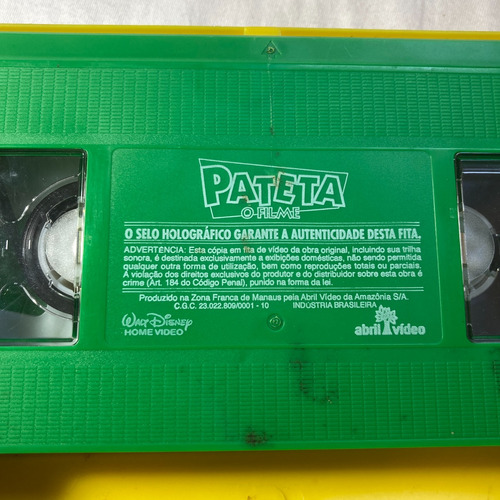 PATETA
O FILME
O SELO HOLOGRÁFICO GARANTE A AUTENTICIDADE DESTA FITA.
ADVERTÊNCIA: Esta cópia em fita de vídeo da obra original, incluindo sua trilha
sonora, é destinada exclusivamente a exibições domésticas, não sendo permitida
qualquer outra forma de utilização, bem como reproduções totais ou parciais.
A violação dos direitos exclusivos do produtor e do distribuidor sobre esta obra é
crime (Art. 184 do Código Penal), punido na forma da lei.
Produzido na Zona Franca de Manaus pela Abril Vídeo da Amazônia S/A.
C.G.C. 23.022.809/0001 - 10 INDÚSTRIA BRASILEIRA
WALT DISNEY
HOME VIDEO
abril vídeo